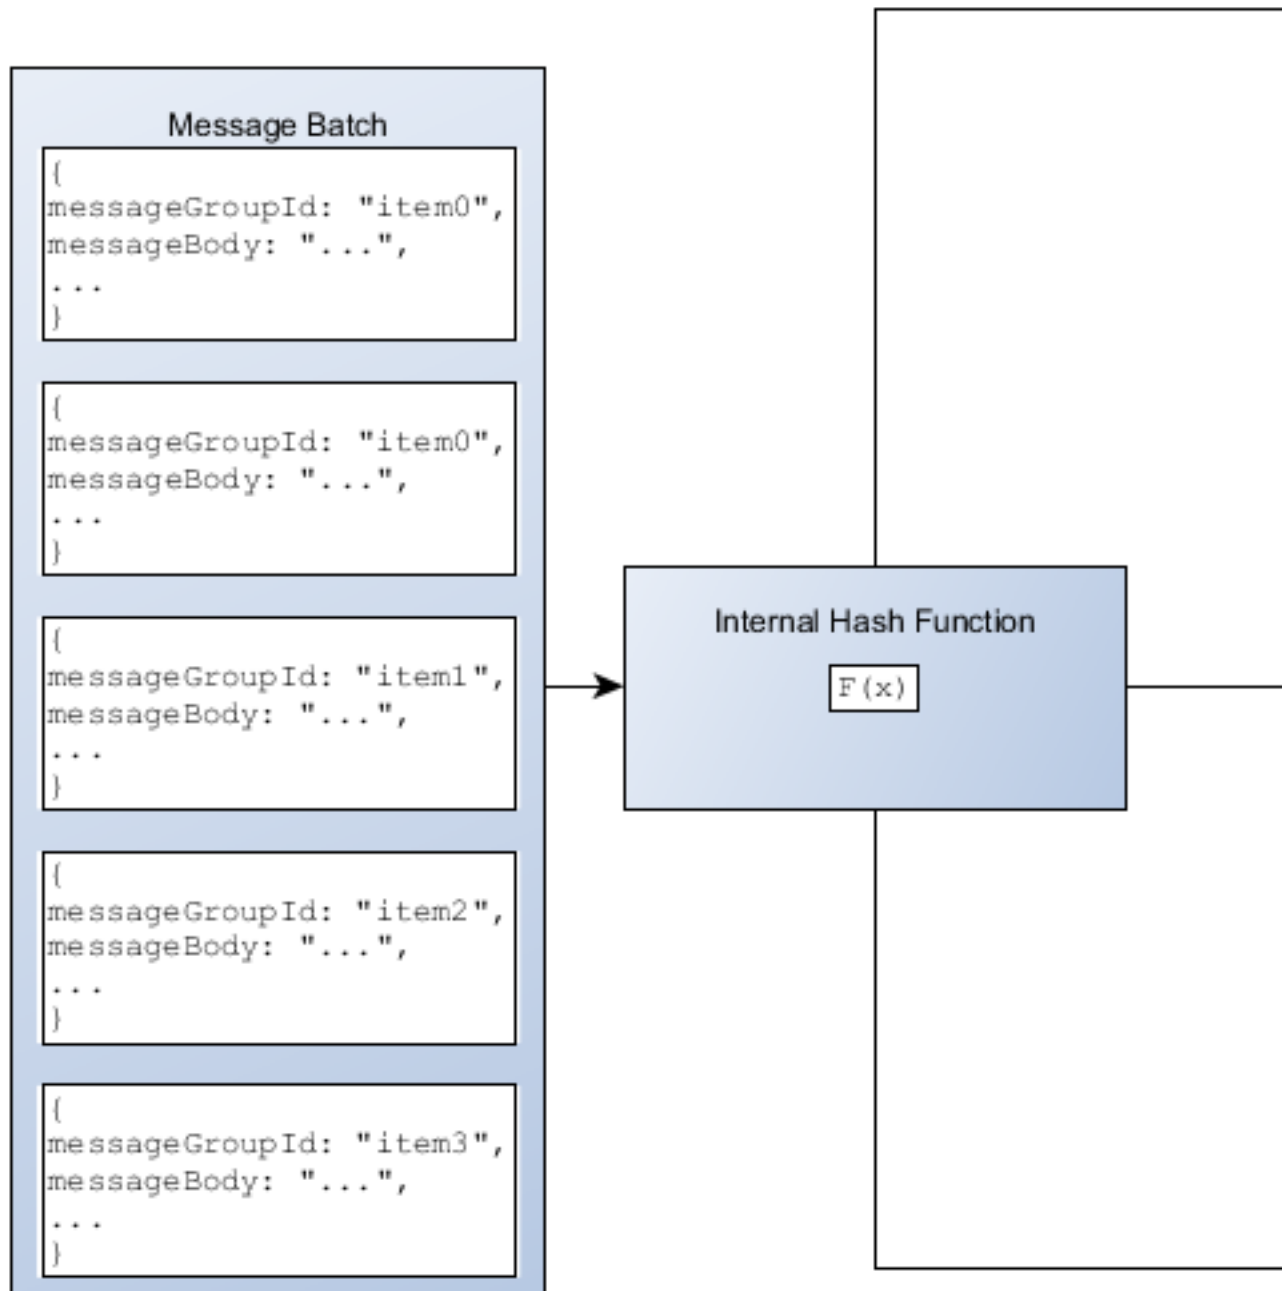 Message Batch
{
messageGroupId: "item0",
messageBody: "...",
...
}
{
messageGroupId: "item0",
messageBody: "...",
...
}
{
messageGroupId: "item1",
messageBody: "...",
...
}
{
messageGroupId: "item2",
messageBody: "...",
...
}
{
messageGroupId: "item3",
messageBody: "...",
...
}
Internal Hash Function
F(x)